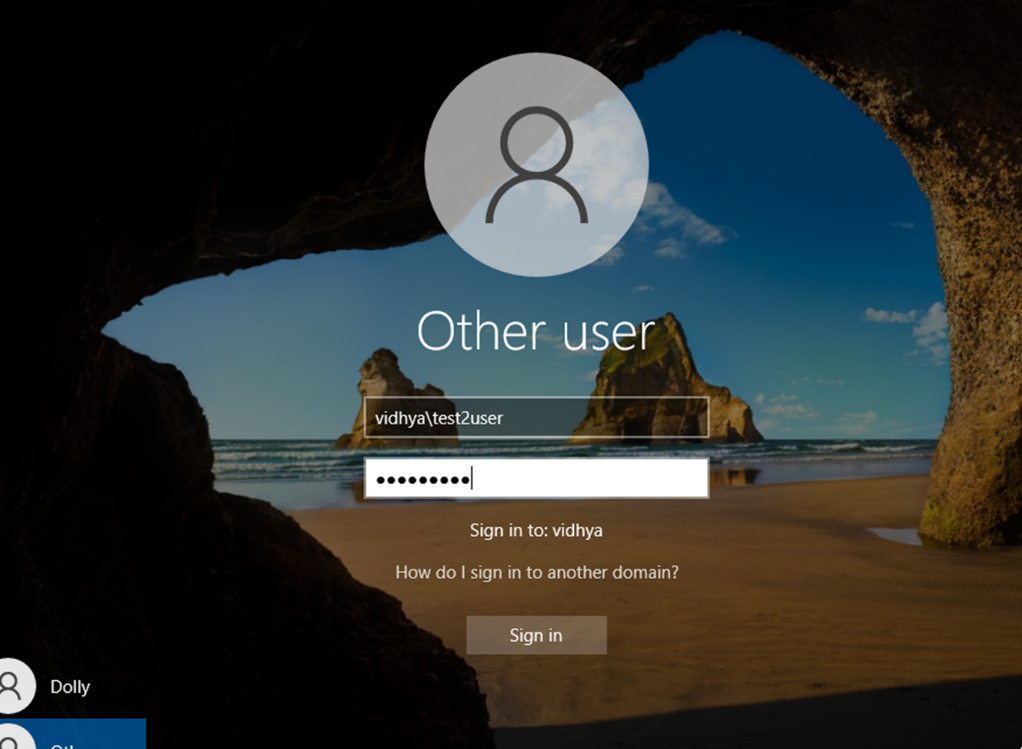 Other user
vidhya\test2user
Sign in to: vidhya
How do I sign in to another domain?
Sign in
Dolly